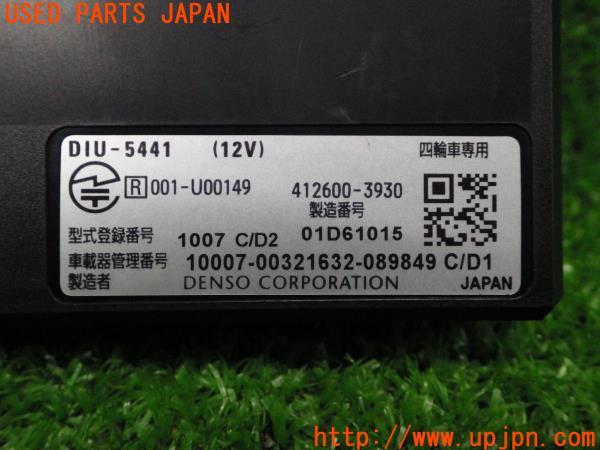 USED PARTS JAPAN
DIU-5441 (12V) 四輪車専用
R 001-U00149 412600-3930
製造番号
型式登録番号 1007 C/D2 01D61015
車載器管理番号 10007-00321632-089849 C/D1
製造者 DENSO CORPORATION JAPAN
UPJ
http://www.upjpn.com